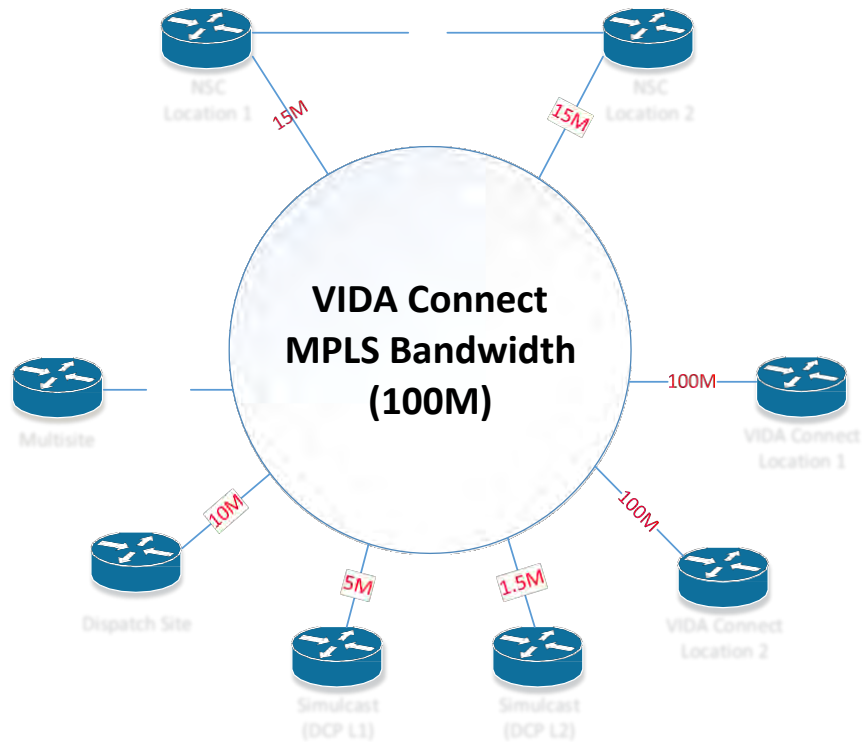 NSC
Location 1
NSC
Location 2
15M
15M
VIDA Connect
MPLS Bandwidth
(100M)
100M
Multisite
VIDA Connect
Location 1
10M
100M
5M
1.5M
Dispatch Site
VIDA Connect
Location 2
Simulcast
(DCP L1)
Simulcast
(DCP L2)